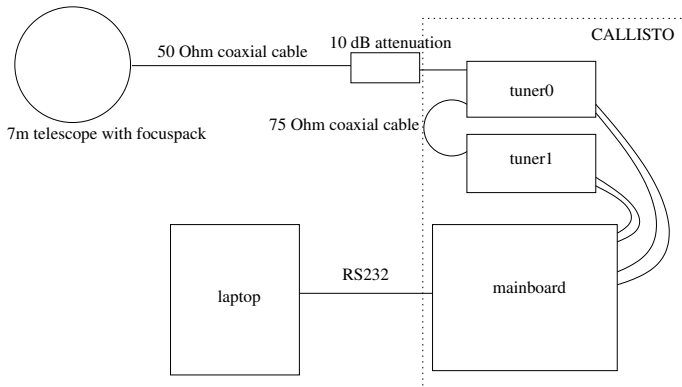 CALLISTO
50 Ohm coaxial cable
10 dB attenuation
tuner0
7m telescope with focuspack
75 Ohm coaxial cable
tuner1
RS232
laptop
mainboard